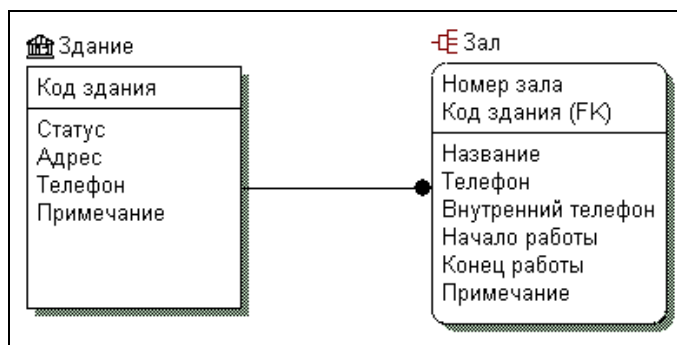 Здание
Код здания
Статус
Адрес
Телефон
Примечание
Зал
Номер зала
Код здания (FK)
Название
Телефон
Внутренний телефон
Начало работы
Конец работы
Примечание